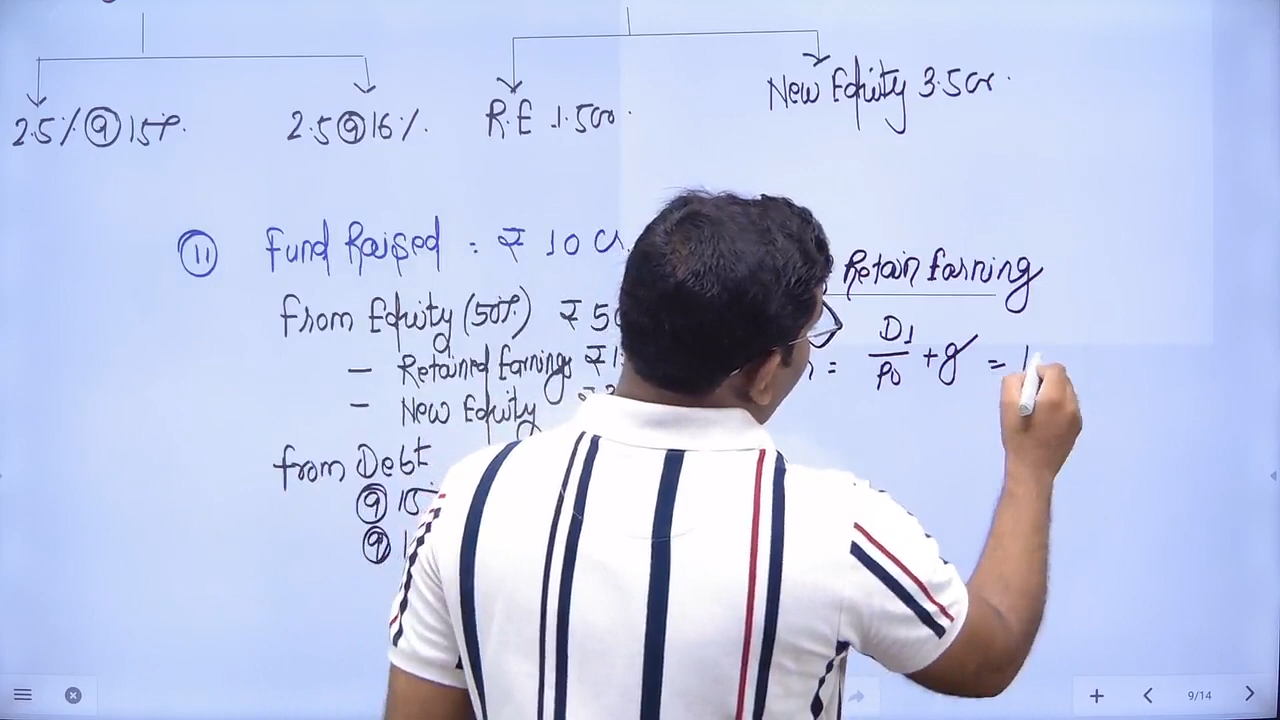 2.5% @ 15%.
2.5 @ 16%.
R.E 1.5cr.
New Equity 3.5cr.
11 Fund Raised : ₹ 10 Cr.
From Equity (50%) ₹ 5
- Retained Earnings ₹ 1.
- New Equity
from Debt
@ 15
@ 1
Retain Earning
= D1/P0 + g = 1
9/14